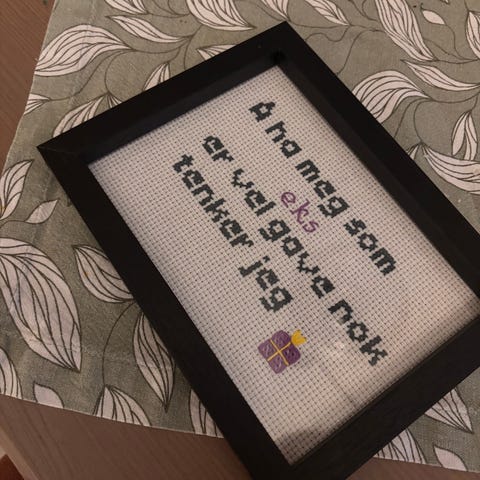 Å ha meg som
eks
er vel gave nok
tenker jeg